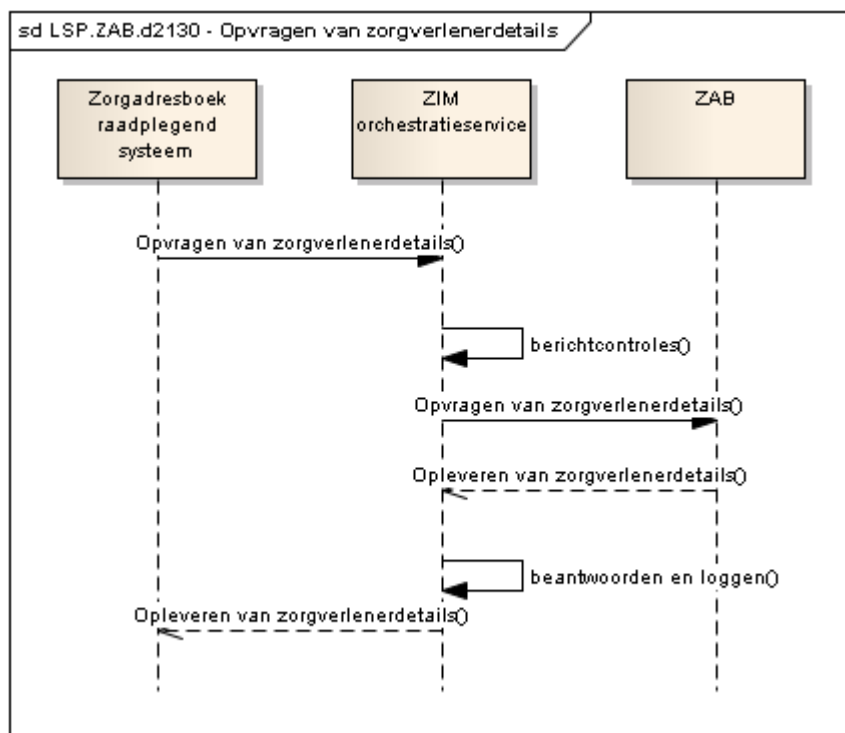 sd LSP.ZAB.d2130 - Opvragen van zorgverlenerdetails
Zorgadresboek
raadplegend
systeem
ZIM
orchestratieservice
ZAB
Opvragen van zorgverlenerdetails()
berichtcontroles()
Opvragen van zorgverlenerdetails()
Opleveren van zorgverlenerdetails()
beantwoorden en loggen()
Opleveren van zorgverlenerdetails()